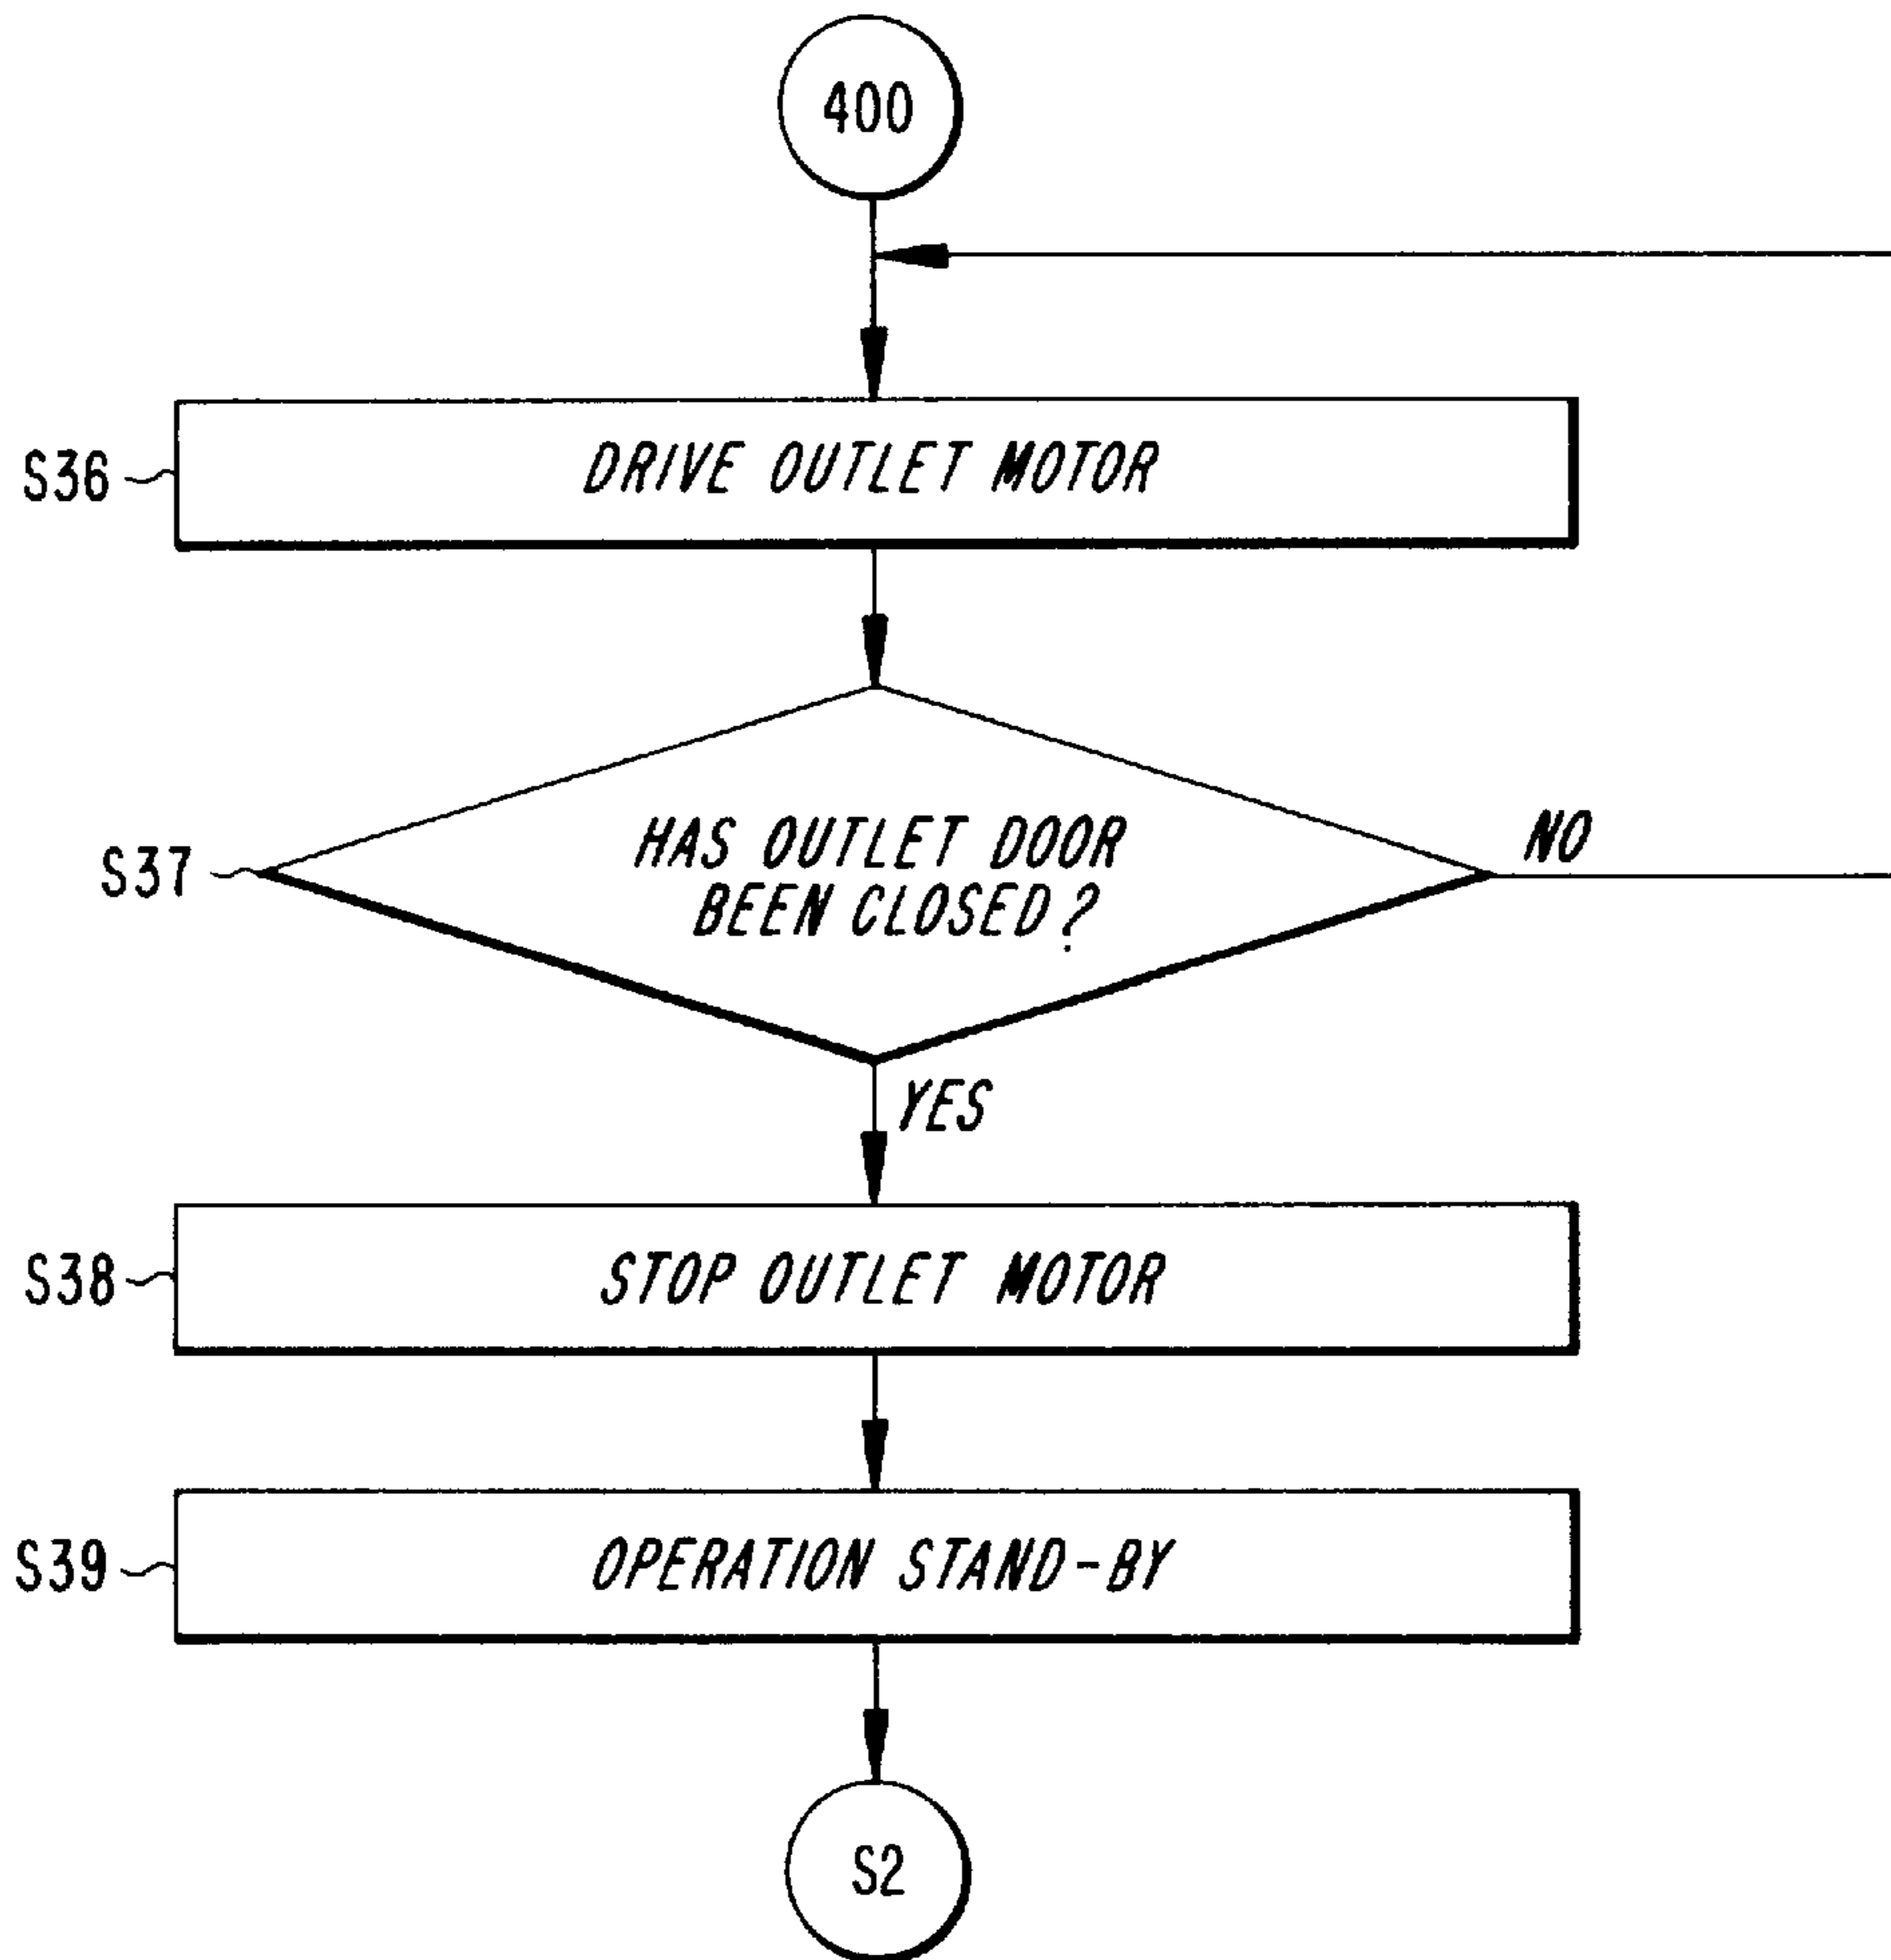 400
S36
DRIVE OUTLET MOTOR
S37
HAS OUTLET DOOR
BEEN CLOSED?
NO
YES
S38
STOP OUTLET MOTOR
S39
OPERATION STAND-BY
S2